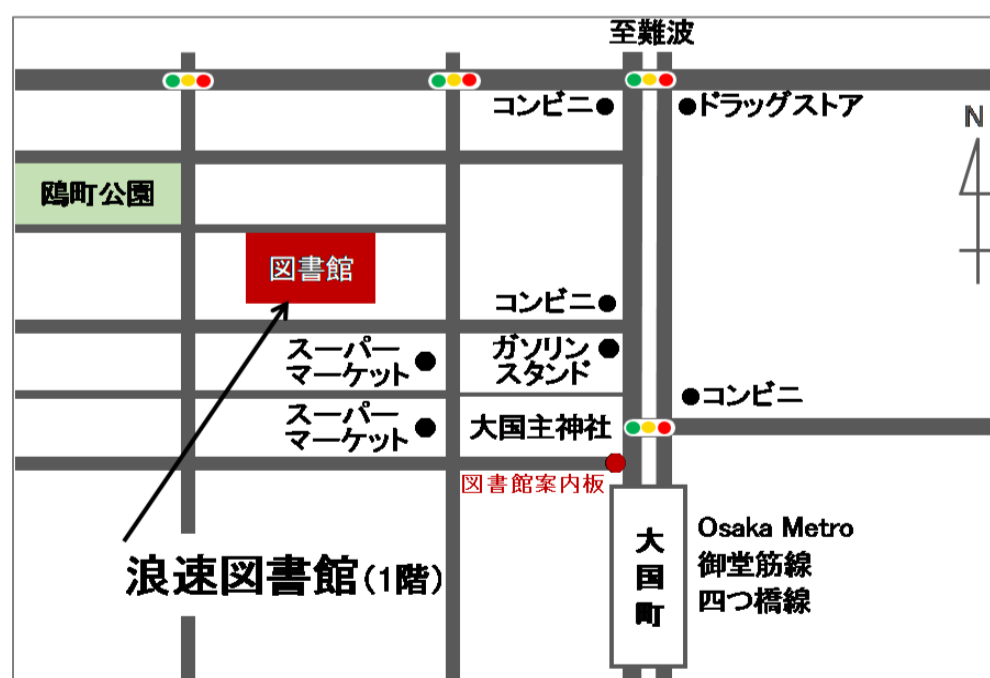 至難波
コンビニ
ドラッグストア
N
鴎町公園
図書館
コンビニ
スーパー
マーケット
ガソリン
スタンド
コンビニ
スーパー
マーケット
大国主神社
図書館案内板
浪速図書館(1階)
大国町
Osaka Metro
御堂筋線
四つ橋線